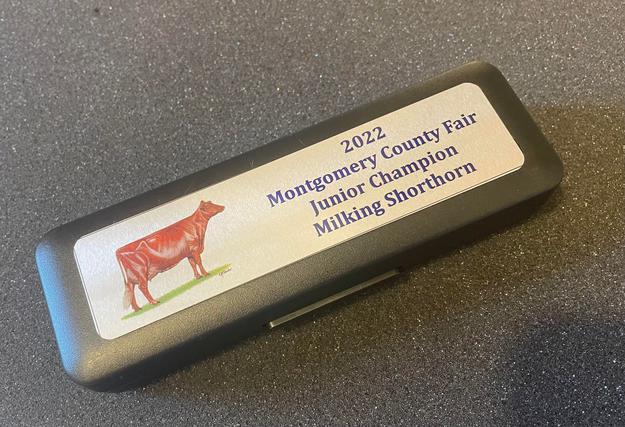 2022
Montgomery County Fair
Junior Champion
Milking Shorthorn